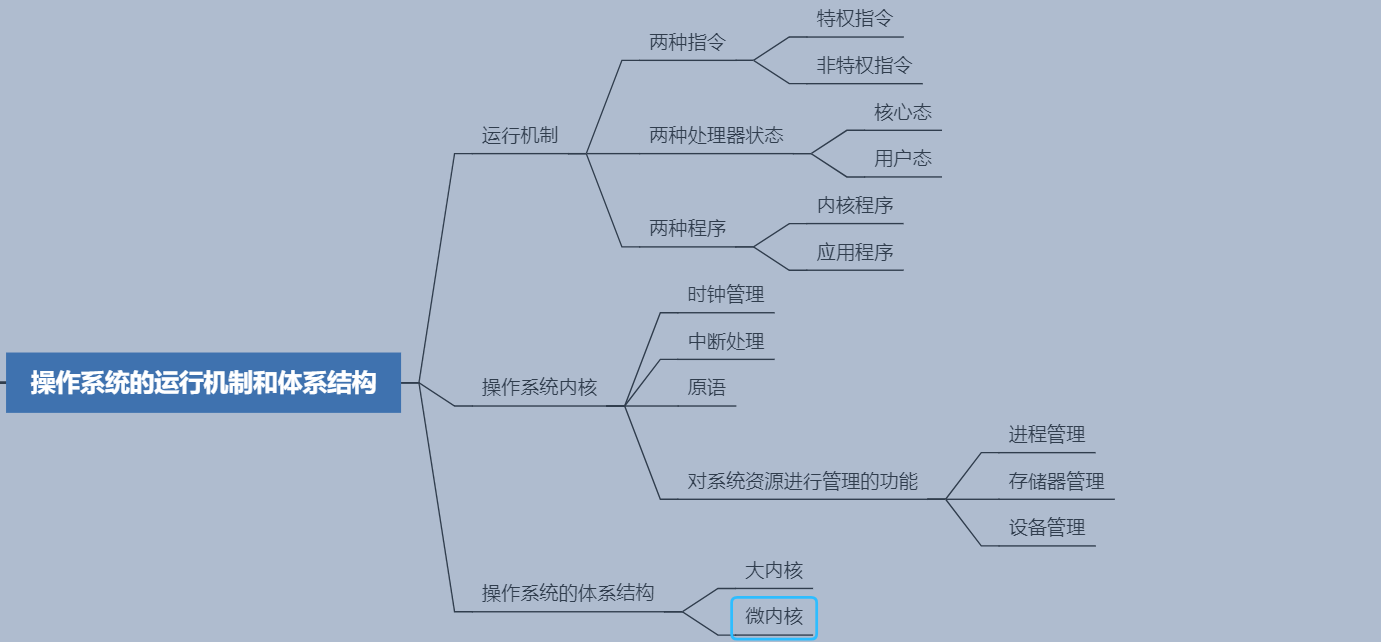 特权指令
两种指令
非特权指令
核心态
运行机制
两种处理器状态
用户态
内核程序
两种程序
应用程序
时钟管理
中断处理
操作系统的运行机制和体系结构
操作系统内核
原语
进程管理
对系统资源进行管理的功能
存储器管理
设备管理
大内核
操作系统的体系结构
微内核